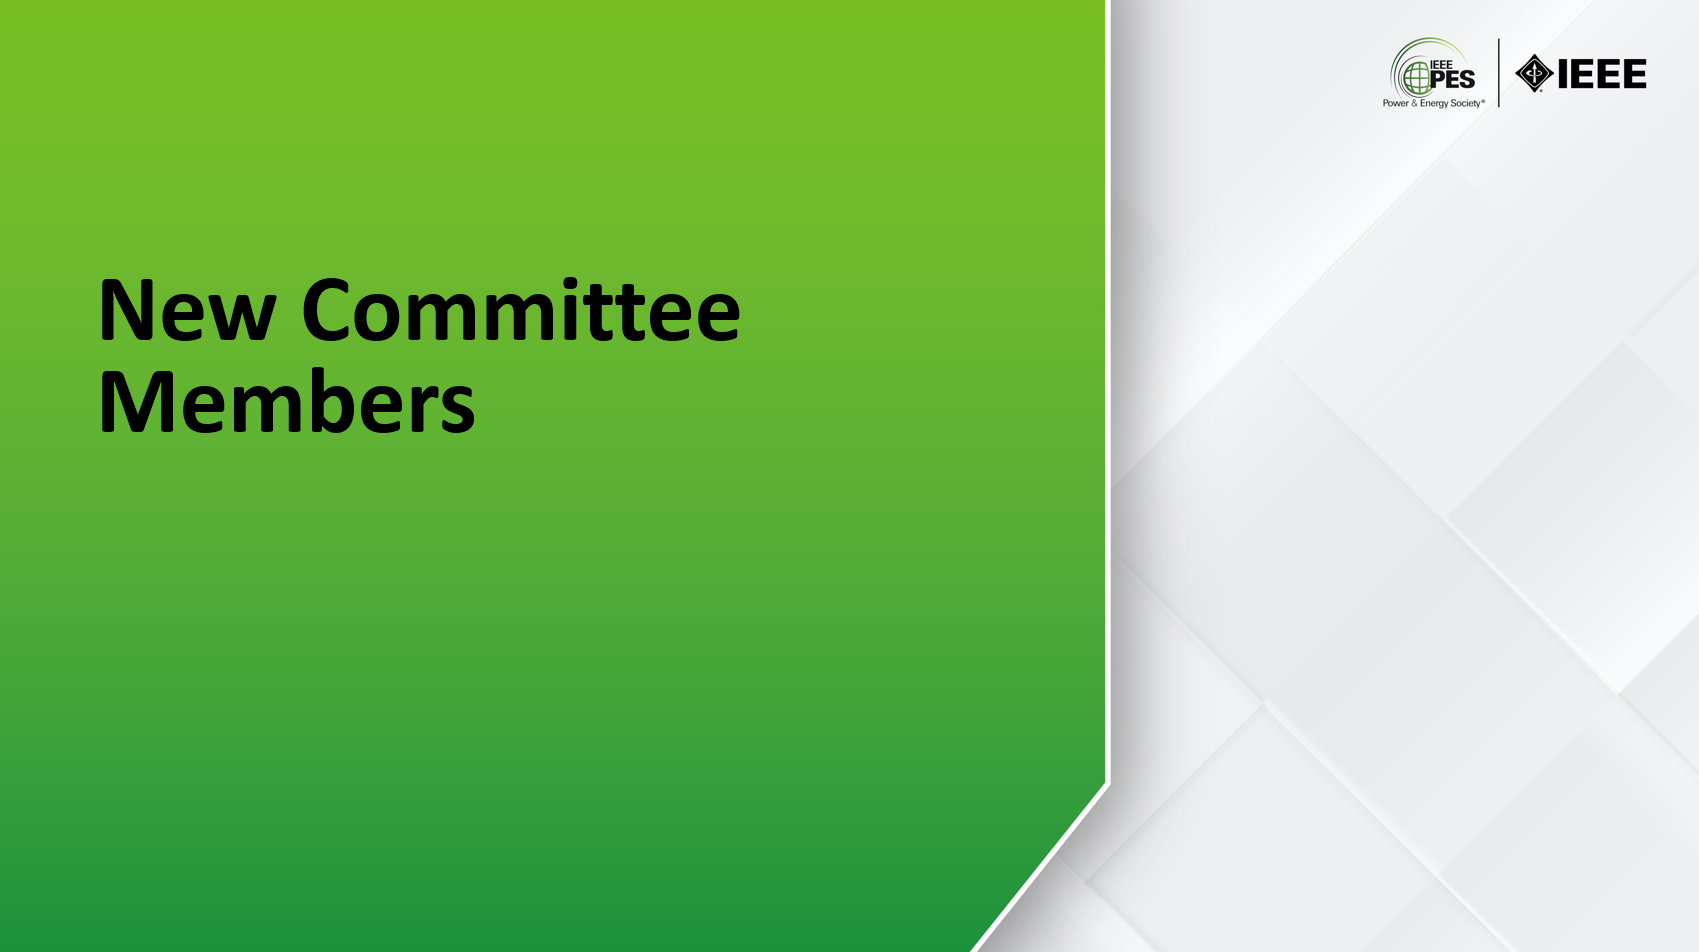 New Committee
Members
IEEE
PES
Power & Energy Society®
IEEE